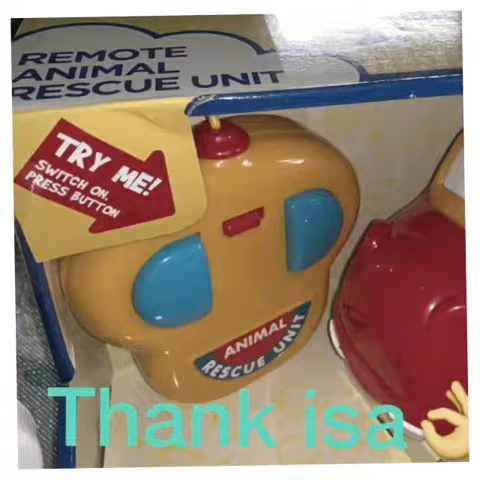 REMOTE
ANIMAL
RESCUE UNIT
TRY ME!
SWITCH ON,
PRESS BUTTON
ANIMAL
RESCUE UNIT
Thank isa